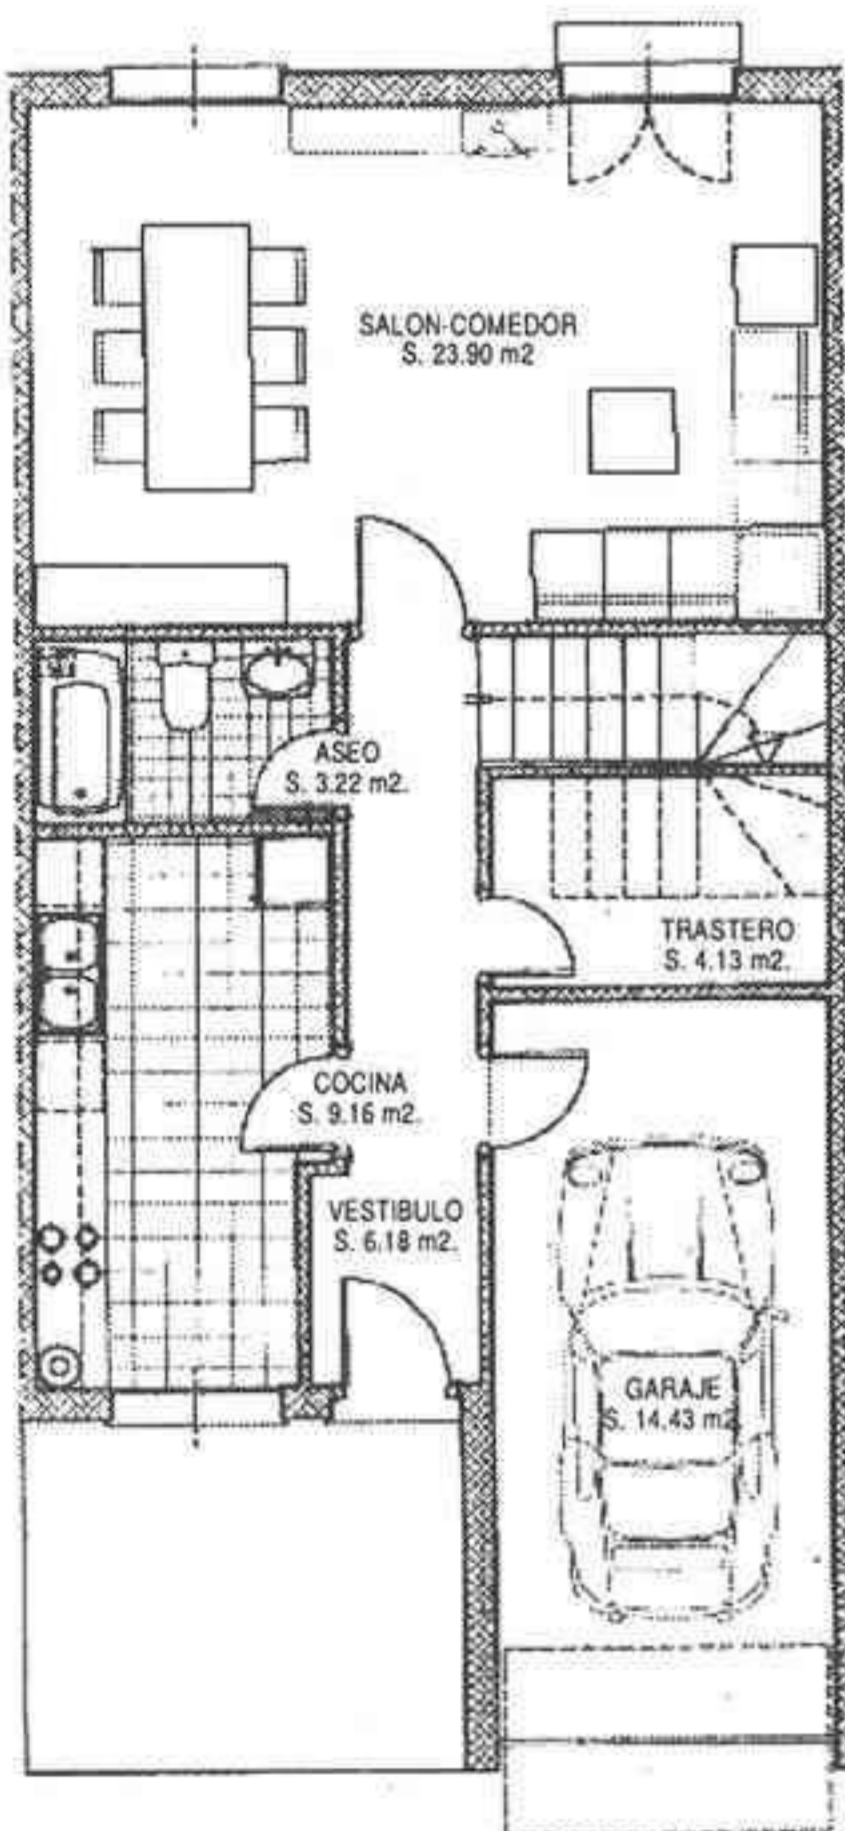 SALON-COMEDOR
S. 23.90 m2
ASEO
S. 3.22 m2.
TRASTERO
S. 4.13 m2.
COCINA
S. 9.16 m2.
VESTIBULO
S. 6.18 m2.
GARAJE
S. 14.43 m2